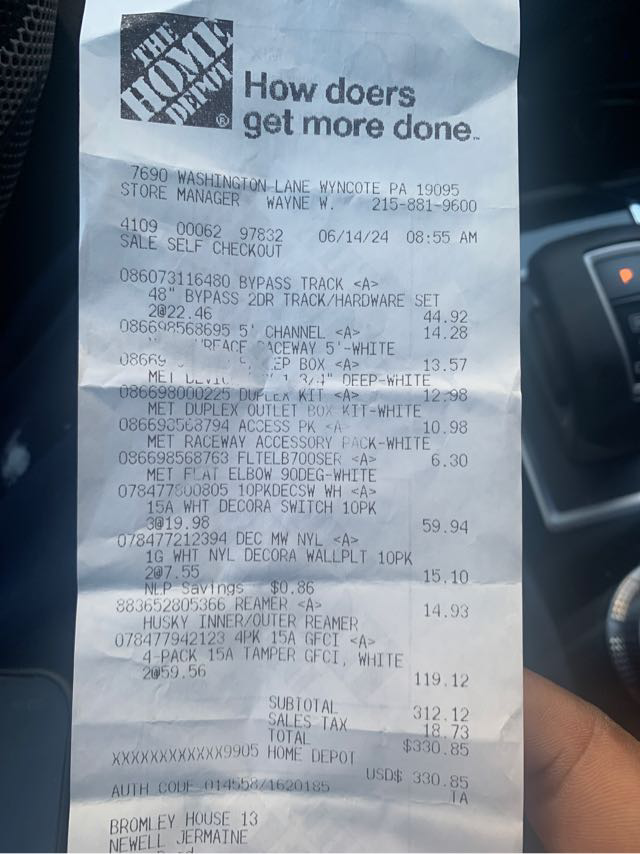 THE
HOME
DEPOT
®
How doers
get more done™
7690 WASHINGTON LANE WYNCOTE PA 19095
STORE MANAGER WAYNE W. 215-881-9600
4109 00062 97832 06/14/24 08:55 AM
SALE SELF CHECKOUT
086073116480 BYPASS TRACK <A>
48" BYPASS 2DR TRACK/HARDWARE SET
2@22.46 44.92
086698568695 5' CHANNEL <A> 14.28
5'-WHITE
BOX <A> 13.57
MET 1 3/4" DEEP-WHITE
086698000225 DUPLEX KIT <A> 12.98
MET DUPLEX OUTLET BOX KIT-WHITE
086698568794 ACCESS PK <A> 10.98
MET RACEWAY ACCESSORY PACK-WHITE
086698568763 FLTELB700SER <A> 6.30
MET FLAT ELBOW 90DEG-WHITE
078477800805 10PKDECSW WH <A>
15A WHT DECORA SWITCH 10PK
3@19.98 59.94
078477212394 DEC MW NYL <A>
1G WHT NYL DECORA WALLPLT 10PK
2@7.55 15.10
NLP Savings $0.86
883652805366 REAMER <A> 14.93
HUSKY INNER/OUTER REAMER
078477942123 4PK 15A GFCI <A>
4-PACK 15A TAMPER GFCI, WHITE
2@59.56 119.12
SUBTOTAL 312.12
SALES TAX 18.73
TOTAL $330.85
XXXXXXXXXXXX9905 HOME DEPOT
USD$ 330.85
AUTH CODE 014558/1620185 TA
BROMLEY HOUSE 13
NEWELL JERMAINE